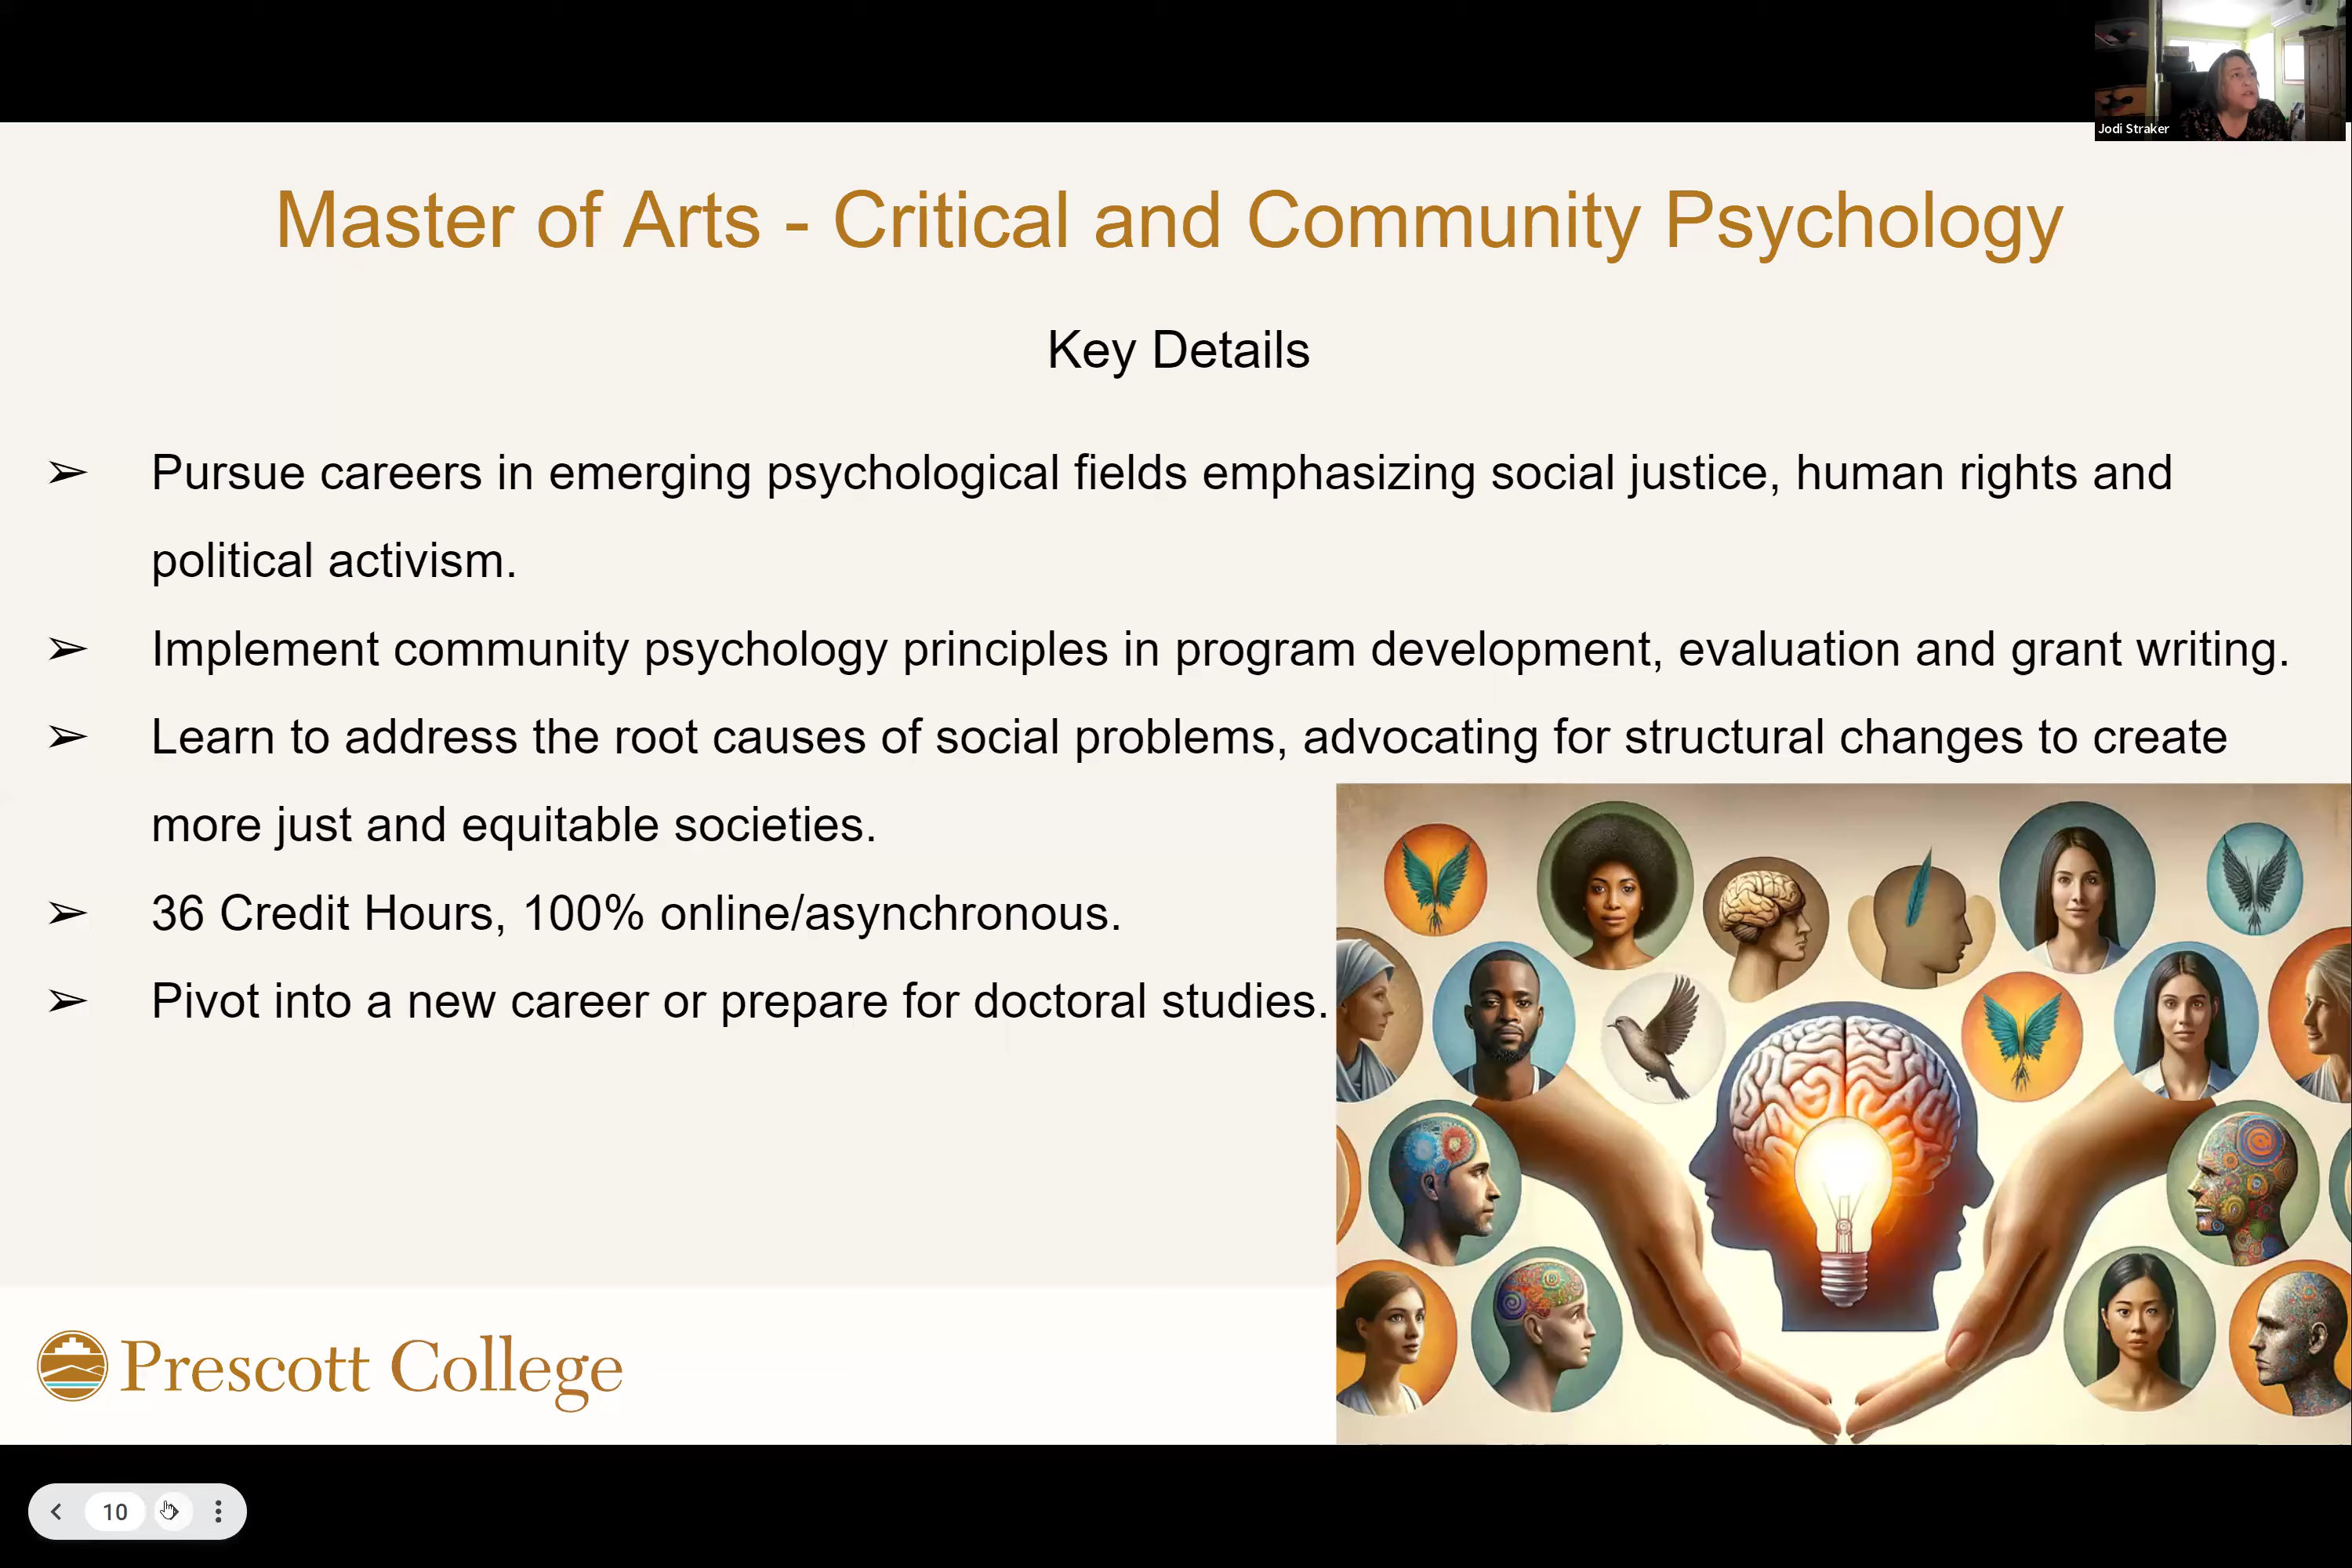 Jodi Straker
Master of Arts - Critical and Community Psychology
Key Details
➢ Pursue careers in emerging psychological fields emphasizing social justice, human rights and
political activism.
➢ Implement community psychology principles in program development, evaluation and grant writing.
➢ Learn to address the root causes of social problems, advocating for structural changes to create
more just and equitable societies.
➢ 36 Credit Hours, 100% online/asynchronous.
➢ Pivot into a new career or prepare for doctoral studies.
Prescott College
10